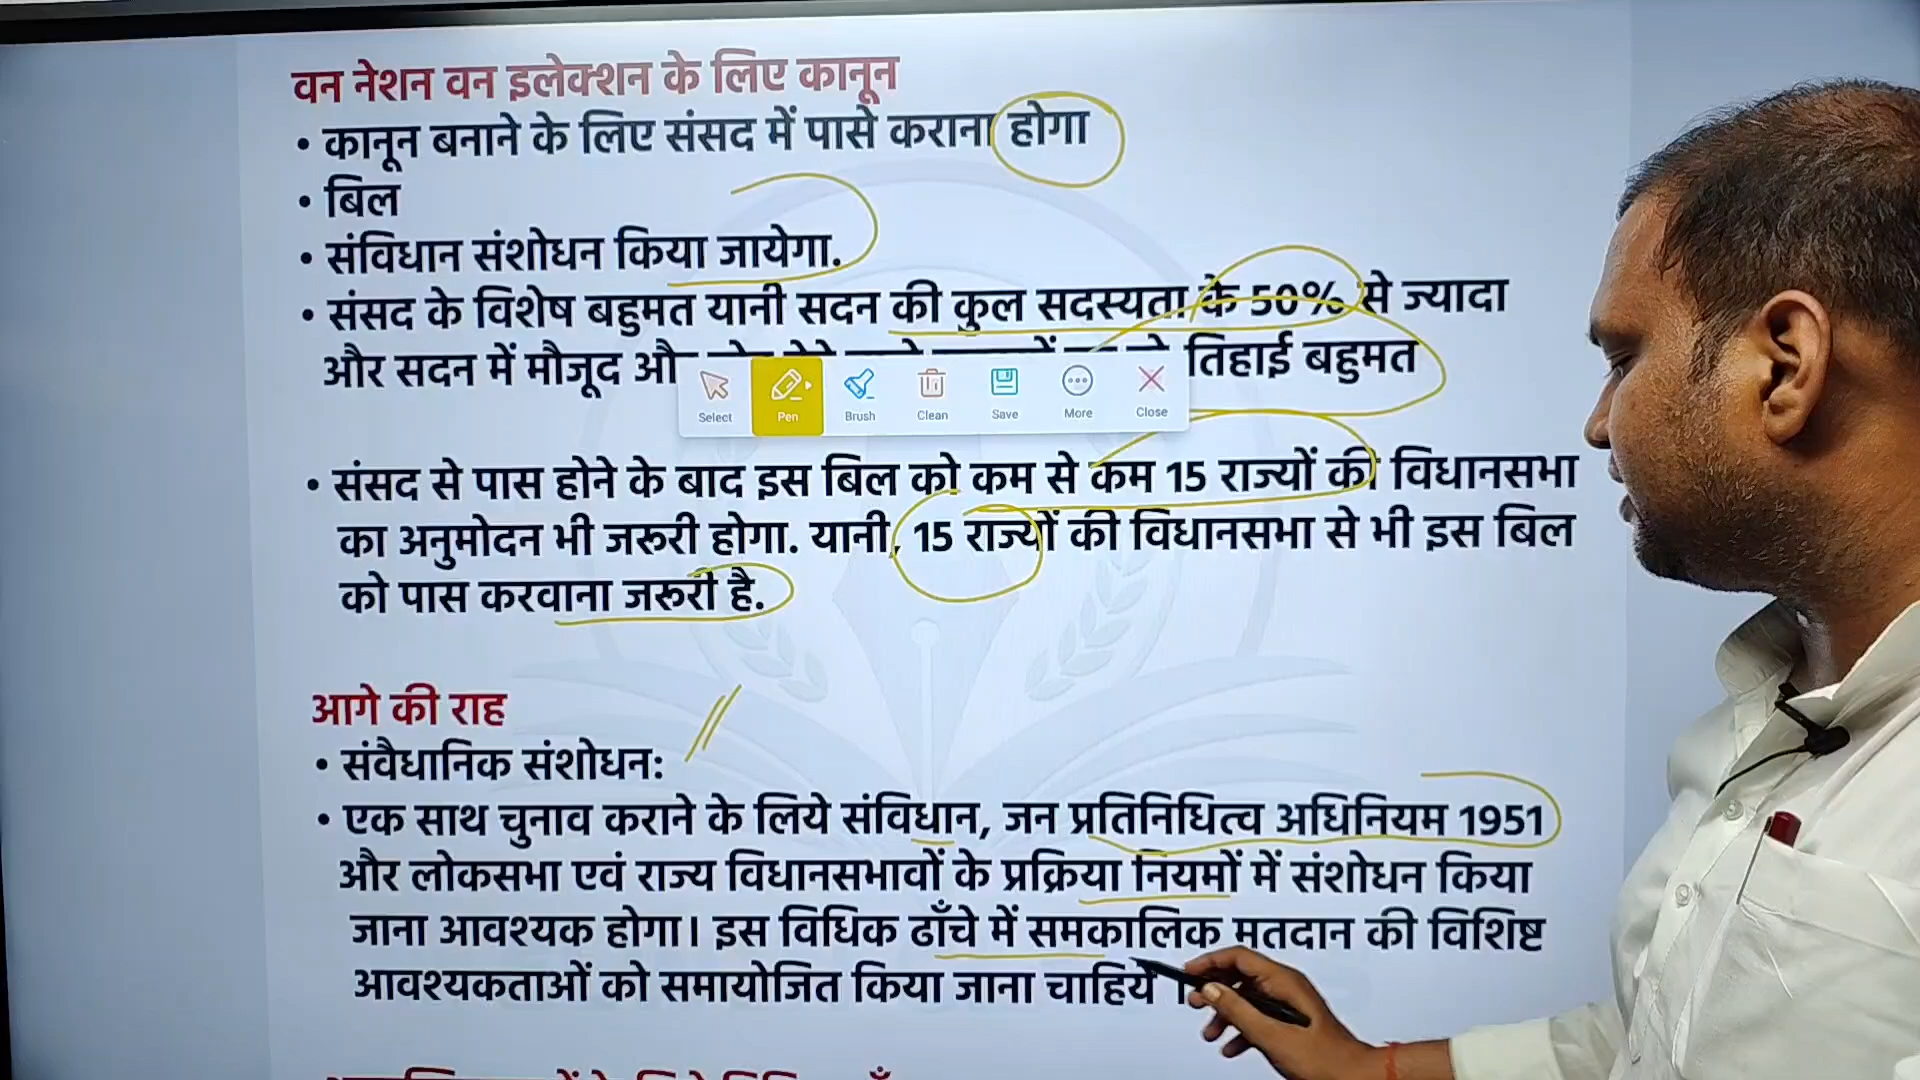 वन नेशन वन इलेक्शन के लिए कानून
• कानून बनाने के लिए संसद में पासे कराना होगा
• बिल
• संविधान संशोधन किया जायेगा.
• संसद के विशेष बहुमत यानी सदन की कुल सदस्यता के 50% से ज्यादा
और सदन में मौजूद तिहाई बहुमत
Select Pen Brush Clean Save More Close
• संसद से पास होने के बाद इस बिल को कम से कम 15 राज्यों की विधानसभा
का अनुमोदन भी जरूरी होगा. यानी, 15 राज्यों की विधानसभा से भी इस बिल
को पास करवाना जरूरी है.
आगे की राह
• संवैधानिक संशोधन:
• एक साथ चुनाव कराने के लिये संविधान, जन प्रतिनिधित्व अधिनियम 1951
और लोकसभा एवं राज्य विधानसभावों के प्रक्रिया नियमों में संशोधन किया
जाना आवश्यक होगा। इस विधिक ढाँचे में समकालिक मतदान की विशिष्ट
आवश्यकताओं को समायोजित किया जाना चाहिये ।